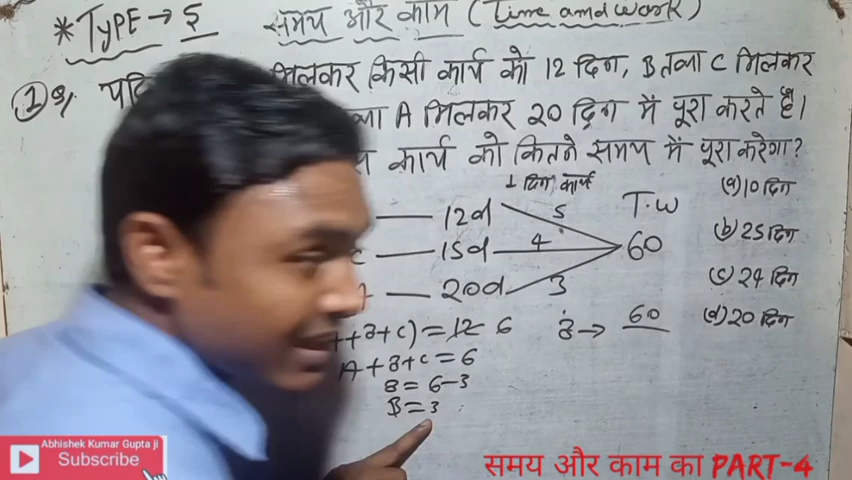 * TYPE → 5 समय और काम (Time and Work)
① Q. यदि मिलकर किसी कार्य को 12 दिन, B तथा C मिलकर
A मिलकर 20 दिन में पूरा करते है।
कार्य को कितने समय में पूरा करेगा?
1 दिन कार्य
(a) 10 दिन
12d 5 T.W
(b) 25 दिन
C — 15d 4 60
(c) 24 दिन
— 20d 3
(d) 20 दिन
+B+C) = 12 6 B → 60
A+B+C = 6
B = 6-3
B = 3
Abhishek Kumar Gupta ji
Subscribe
समय और काम का PART-4